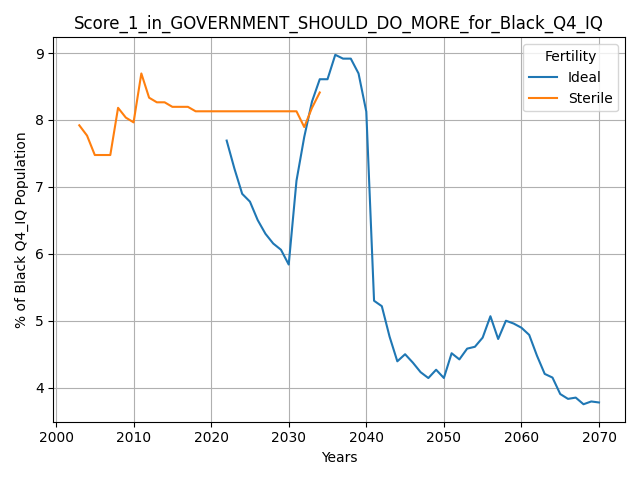 Score_1_in_GOVERNMENT_SHOULD_DO_MORE_for_Black_Q4_IQ
Fertility
Ideal
Sterile
% of Black Q4_IQ Population
9
8
7
6
5
4
2000 2010 2020 2030 2040 2050 2060 2070
Years